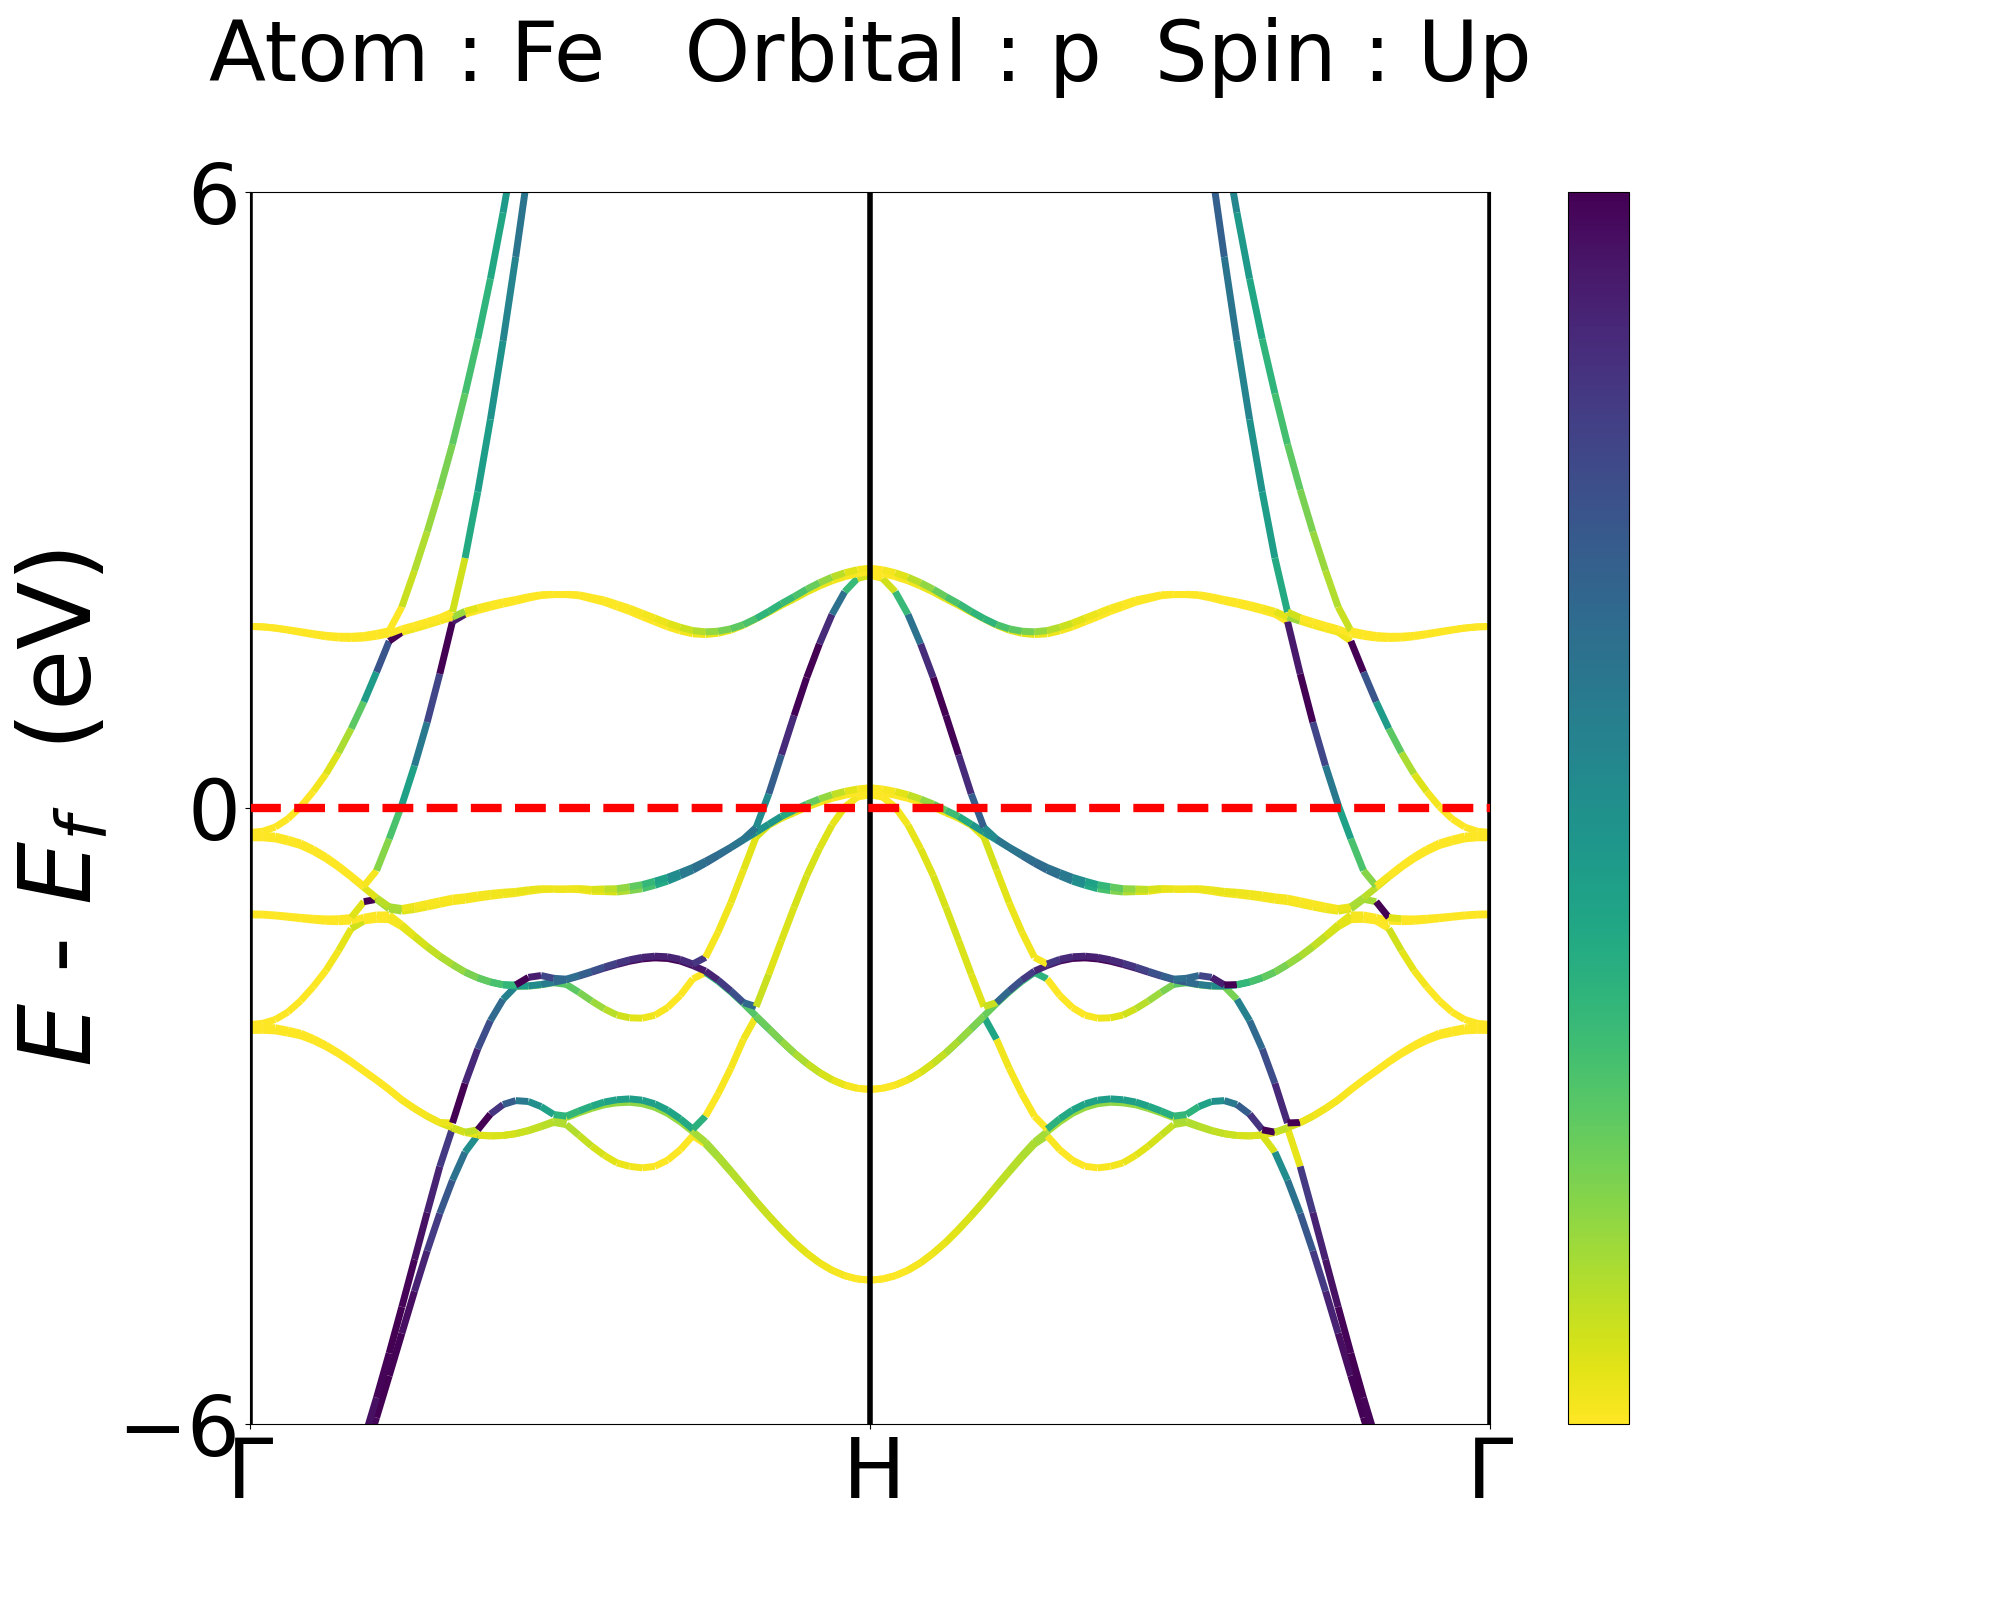 Atom : Fe   Orbital : p  Spin : Up
6
E - E_f (eV)
0
−6
Γ H Γ